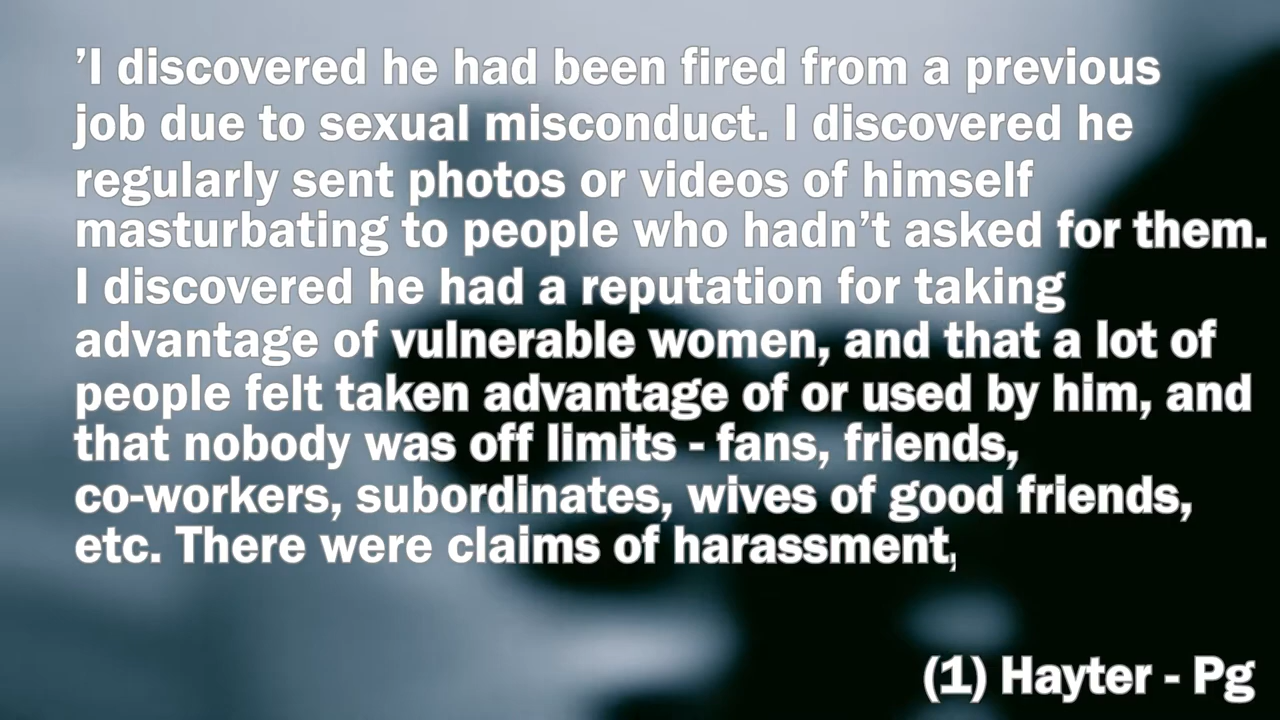 ’I discovered he had been fired from a previous
job due to sexual misconduct. I discovered he
regularly sent photos or videos of himself
masturbating to people who hadn’t asked for them.
I discovered he had a reputation for taking
advantage of vulnerable women, and that a lot of
people felt taken advantage of or used by him, and
that nobody was off limits - fans, friends,
co-workers, subordinates, wives of good friends,
etc. There were claims of harassment,
(1) Hayter - Pg